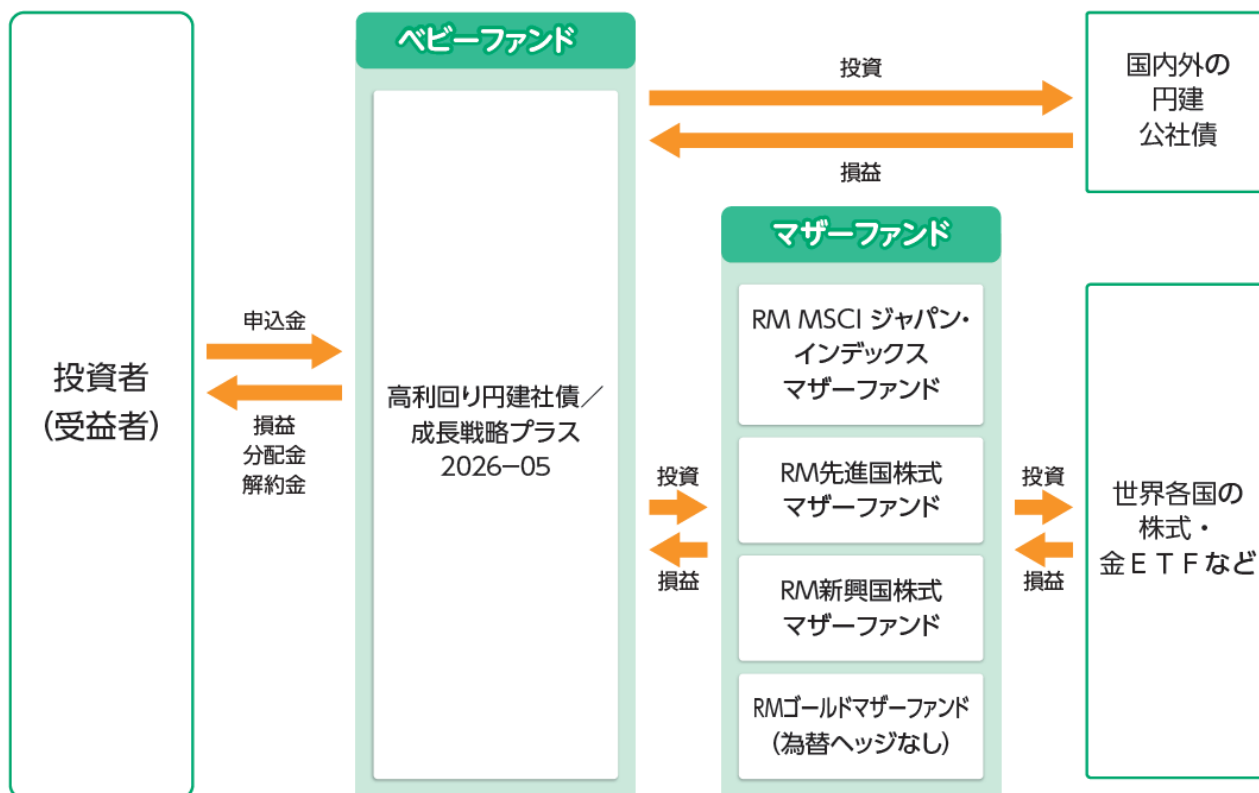 投資者
(受益者)
申込金
損益
分配金
解約金
ベビーファンド
高利回り円建社債／
成長戦略プラス
2026−05
投資
損益
国内外の
円建
公社債
投資
損益
マザーファンド
RM MSCI ジャパン・
インデックス
マザーファンド
RM先進国株式
マザーファンド
RM新興国株式
マザーファンド
RMゴールドマザーファンド
(為替ヘッジなし)
投資
損益
世界各国の
株式・
金ＥＴＦなど